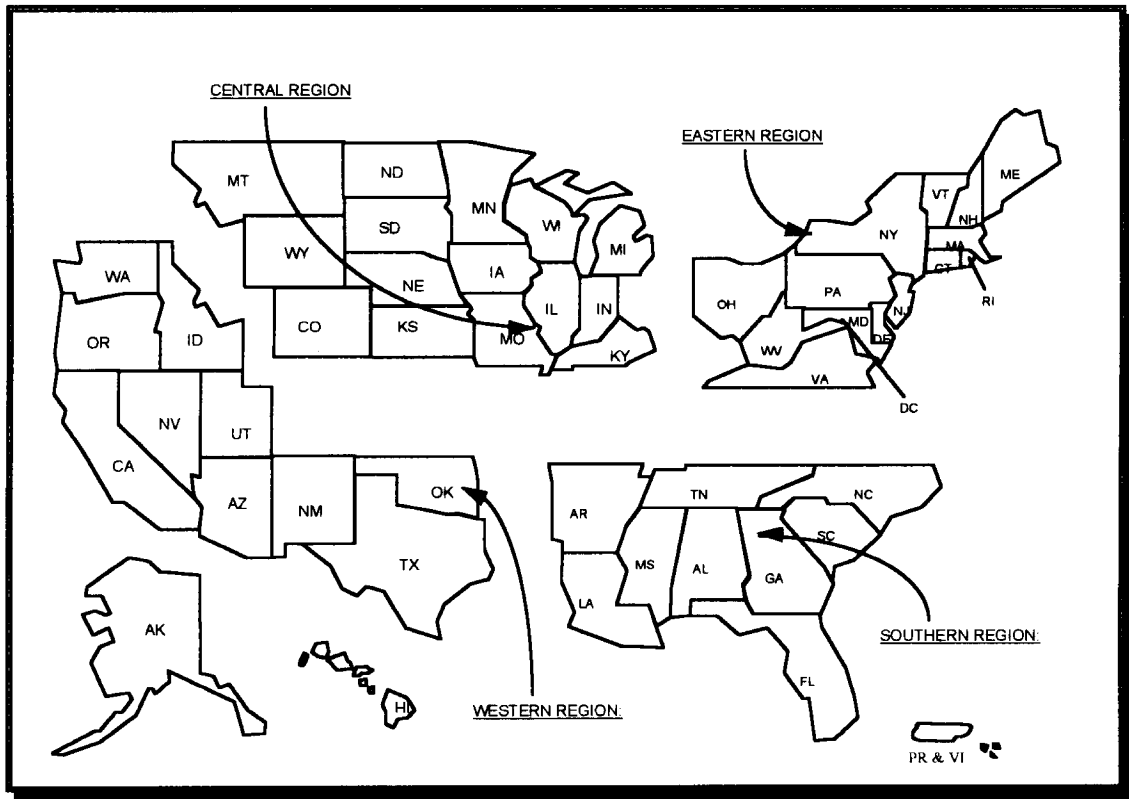 CENTRAL REGION
EASTERN REGION
MT
ND
MN
WI
MI
SD
WY
IA
NE
IL
IN
CO
KS
MO
KY
ME
VT
NH
NY
MA
CT
RI
PA
OH
NJ
MD
DE
WV
VA
DC
WA
OR
ID
NV
UT
CA
AZ
NM
OK
TX
AK
HI
WESTERN REGION:
TN
NC
AR
SC
MS
AL
GA
LA
FL
SOUTHERN REGION:
PR & VI